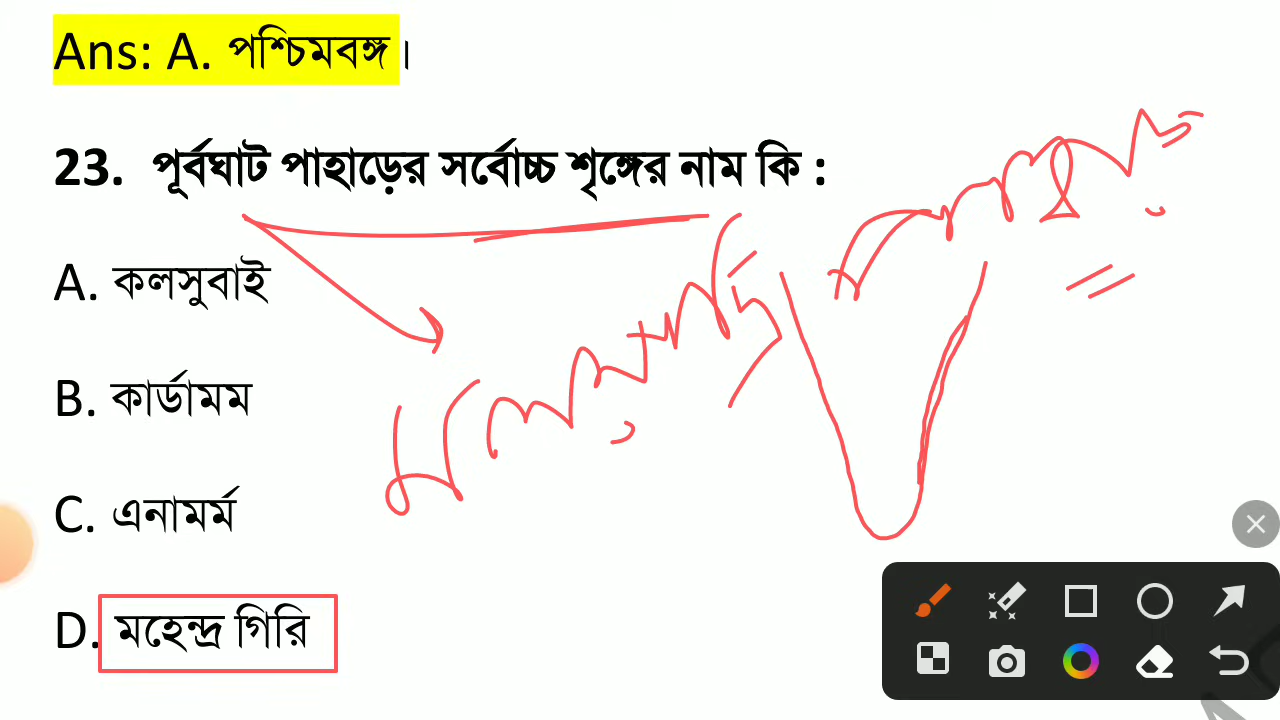 Ans: A. পশ্চিমবঙ্গ।
23. পূর্বঘাট পাহাড়ের সর্বোচ্চ শৃঙ্গের নাম কি :
A. কলসুবাই
B. কার্ডামম
C. এনামর্ম
D. মহেন্দ্র গিরি